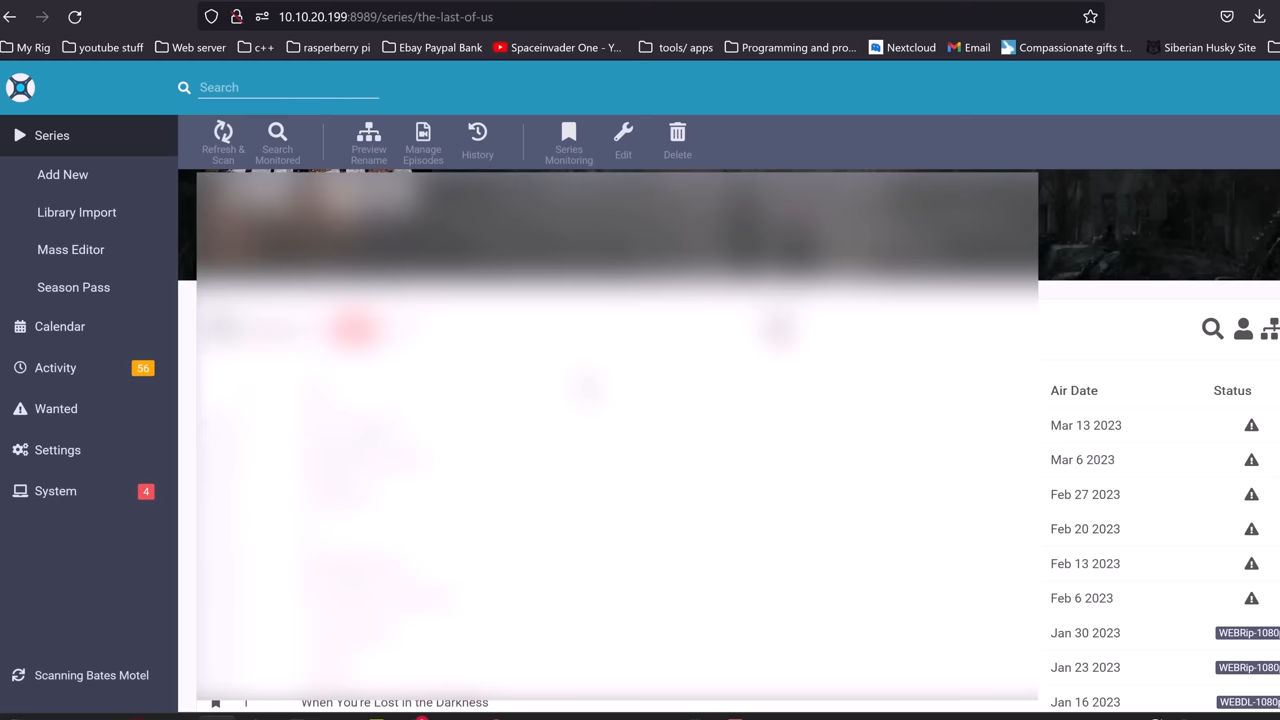 10.10.20.199:8989/series/the-last-of-us
My Rig youtube stuff Web server c++ rasperberry pi Ebay Paypal Bank Spaceinvader One - Y... tools/ apps Programming and pro... Nextcloud Email Compassionate gifts t... Siberian Husky Site
Search
Series
Add New
Library Import
Mass Editor
Season Pass
Calendar
Activity 56
Wanted
Settings
System 4
Scanning Bates Motel
Refresh & Scan
Search Monitored
Preview Rename
Manage Episodes
History
Series Monitoring
Edit
Delete
Air Date Status
Mar 13 2023
Mar 6 2023
Feb 27 2023
Feb 20 2023
Feb 13 2023
Feb 6 2023
Jan 30 2023 WEBRip-1080
Jan 23 2023 WEBRip-1080
1 When You're Lost in the Darkness Jan 16 2023 WEBDL-1080